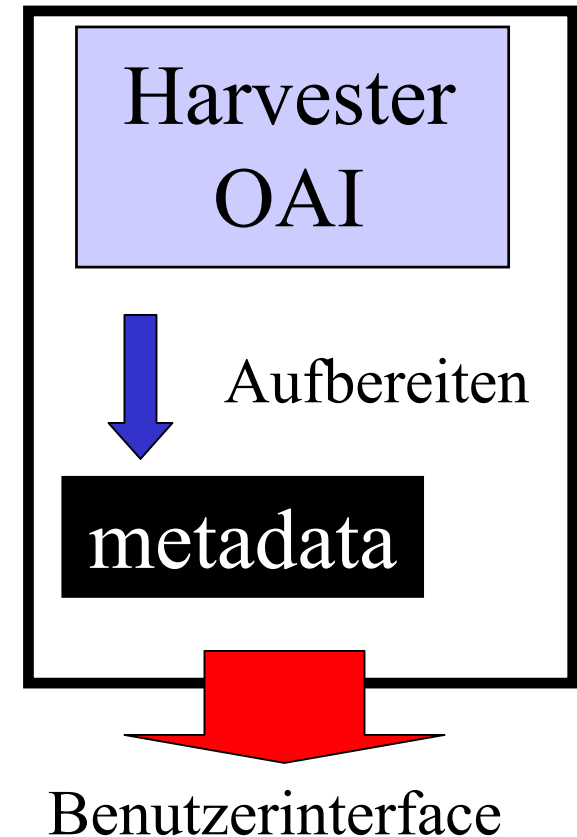 Harvester
OAI
Aufbereiten
metadata
Benutzerinterface